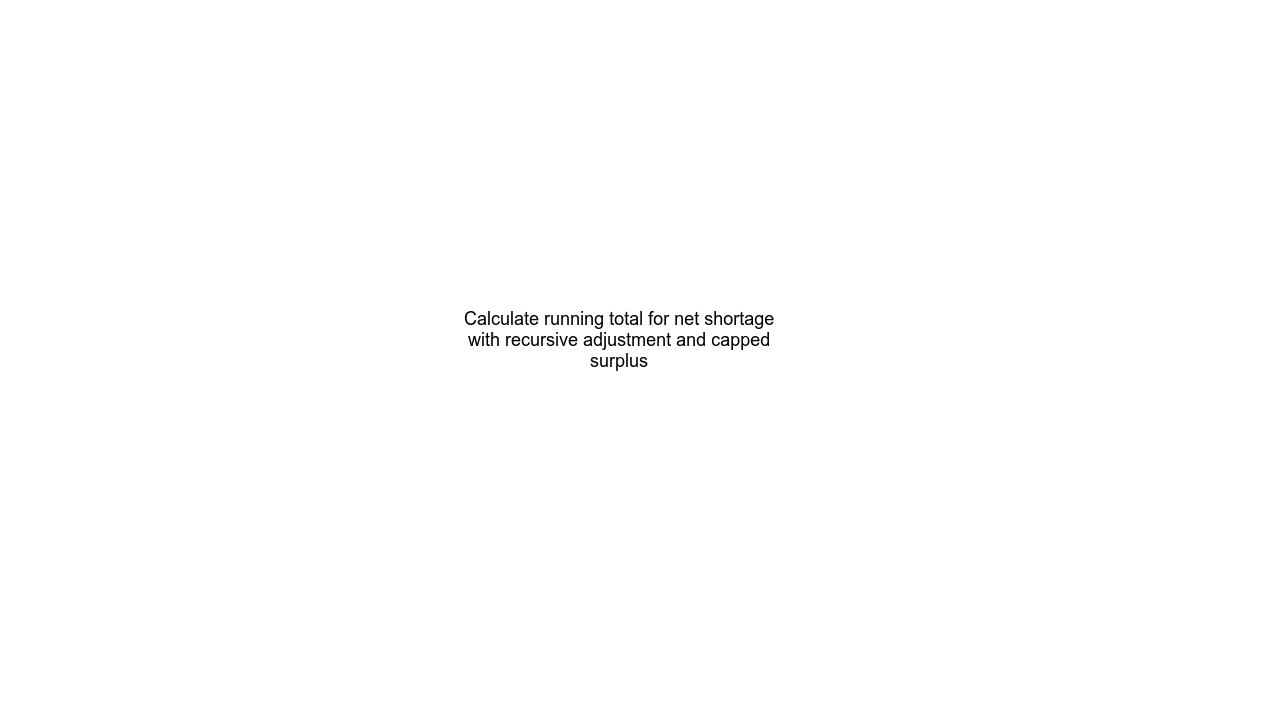 Calculate running total for net shortage
with recursive adjustment and capped
surplus